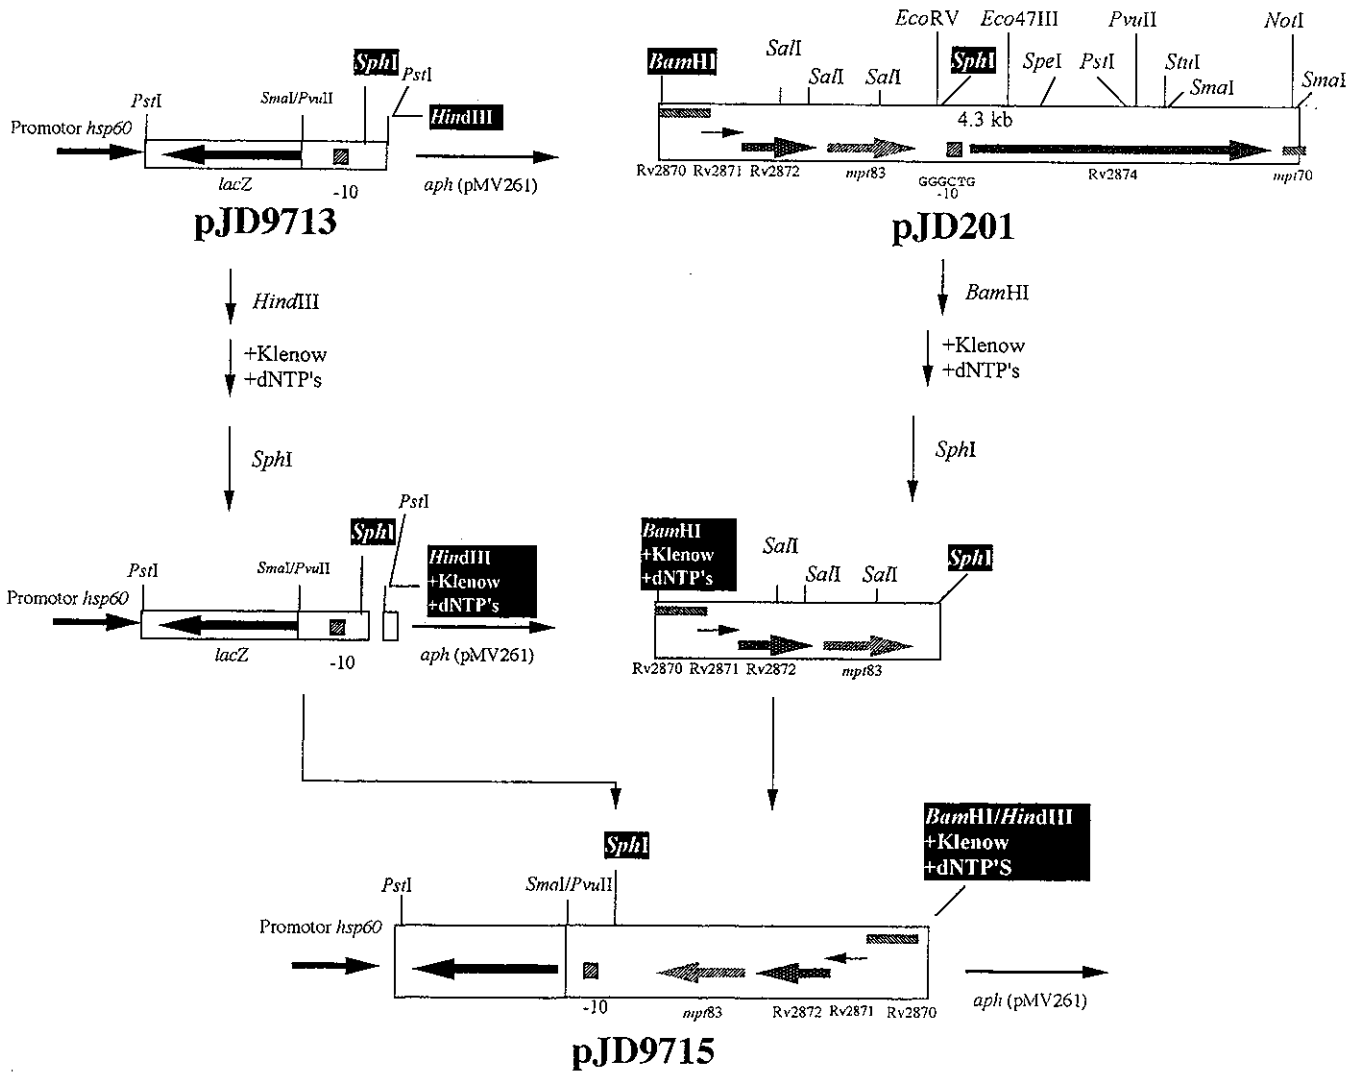 EcoRV Eco47III PvuII NotI
SphI SalI BamHI SphI SpeI PstI StuI SmaI
PstI SmaI/PvuII PstI SalI SalI SmaI
HindIII
Promotor hsp60 4.3 kb
lacZ -10 aph (pMV261)
Rv2870 Rv2871 Rv2872 mpt83 GGGCTG -10 Rv2874 mpt70
pJD9713 pJD201
HindIII BamHI
+Klenow +Klenow
+dNTP's +dNTP's
SphI SphI
PstI
SphI BamHI
HindIII +Klenow SalI SphI
PstI SmaI/PvuII +Klenow +dNTP's SalI SalI
Promotor hsp60 +dNTP's
lacZ -10 aph (pMV261) Rv2870 Rv2871 Rv2872 mpt83
BamHI/HindIII
SphI +Klenow
+dNTP'S
PstI SmaI/PvuII
Promotor hsp60
-10 mpt83 Rv2872 Rv2871 Rv2870 aph (pMV261)
pJD9715